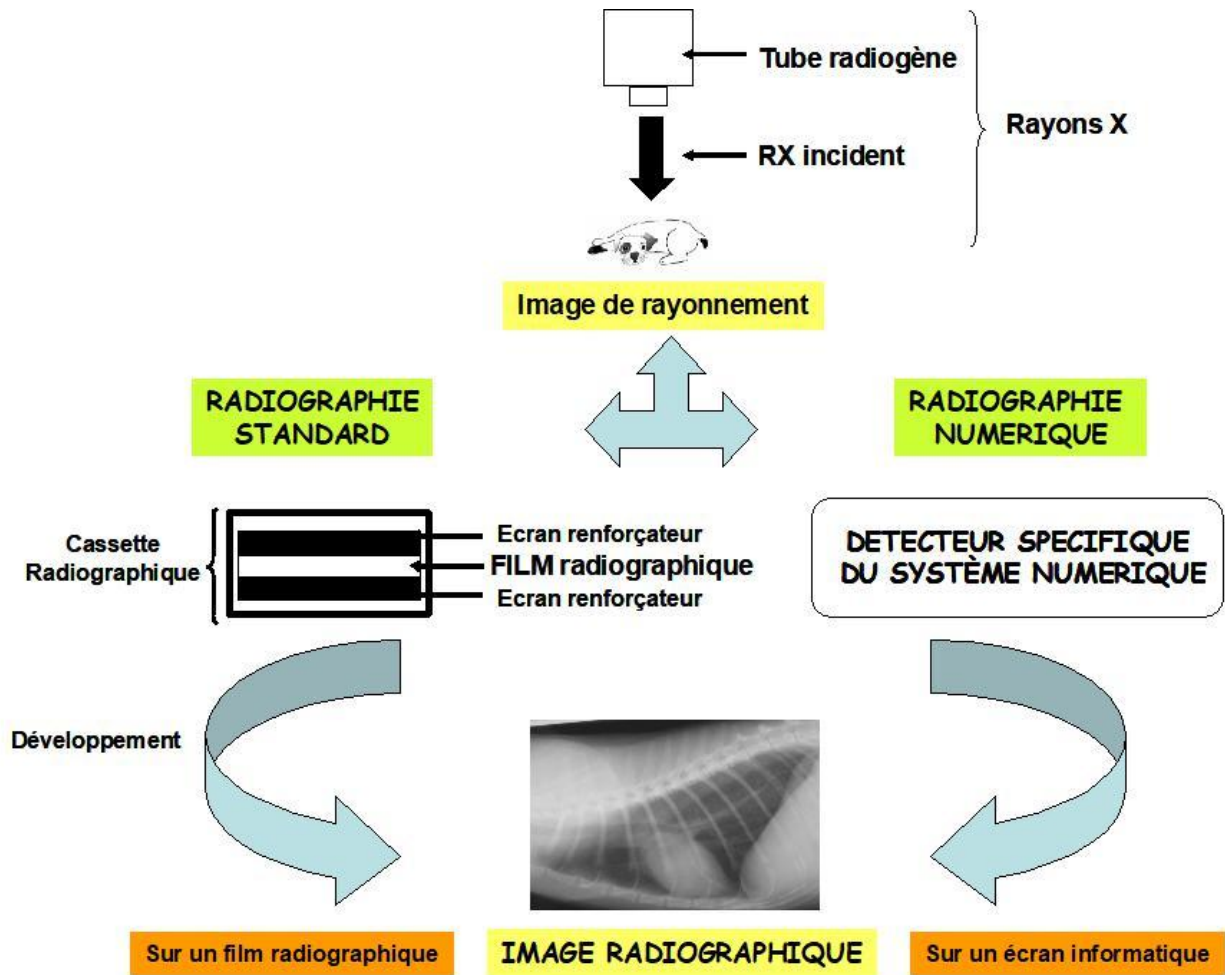 Tube radiogène
RX incident
Rayons X
Image de rayonnement
RADIOGRAPHIE
STANDARD
RADIOGRAPHIE
NUMERIQUE
Cassette
Radiographique
Ecran renforçateur
FILM radiographique
Ecran renforçateur
DETECTEUR SPECIFIQUE
DU SYSTÈME NUMERIQUE
Développement
Sur un film radiographique
IMAGE RADIOGRAPHIQUE
Sur un écran informatique